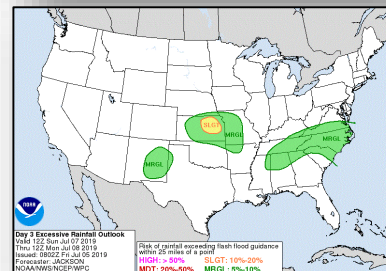 SLGT
MRGL
MRGL
MRGL
NOAA
Day 3 Excessive Rainfall Outlook
Valid 12Z Sun Jul 07 2019
Thru 12Z Mon Jul 08 2019
Issued: 0802Z Fri Jul 05 2019
Forecaster: JACKSON
NOAA/NWS/NCEP/WPC
Risk of rainfall exceeding flash flood guidance
within 25 miles of a point
HIGH: > 50% SLGT: 10%-20%
MDT: 20%-50% MRGL: 5%-10%